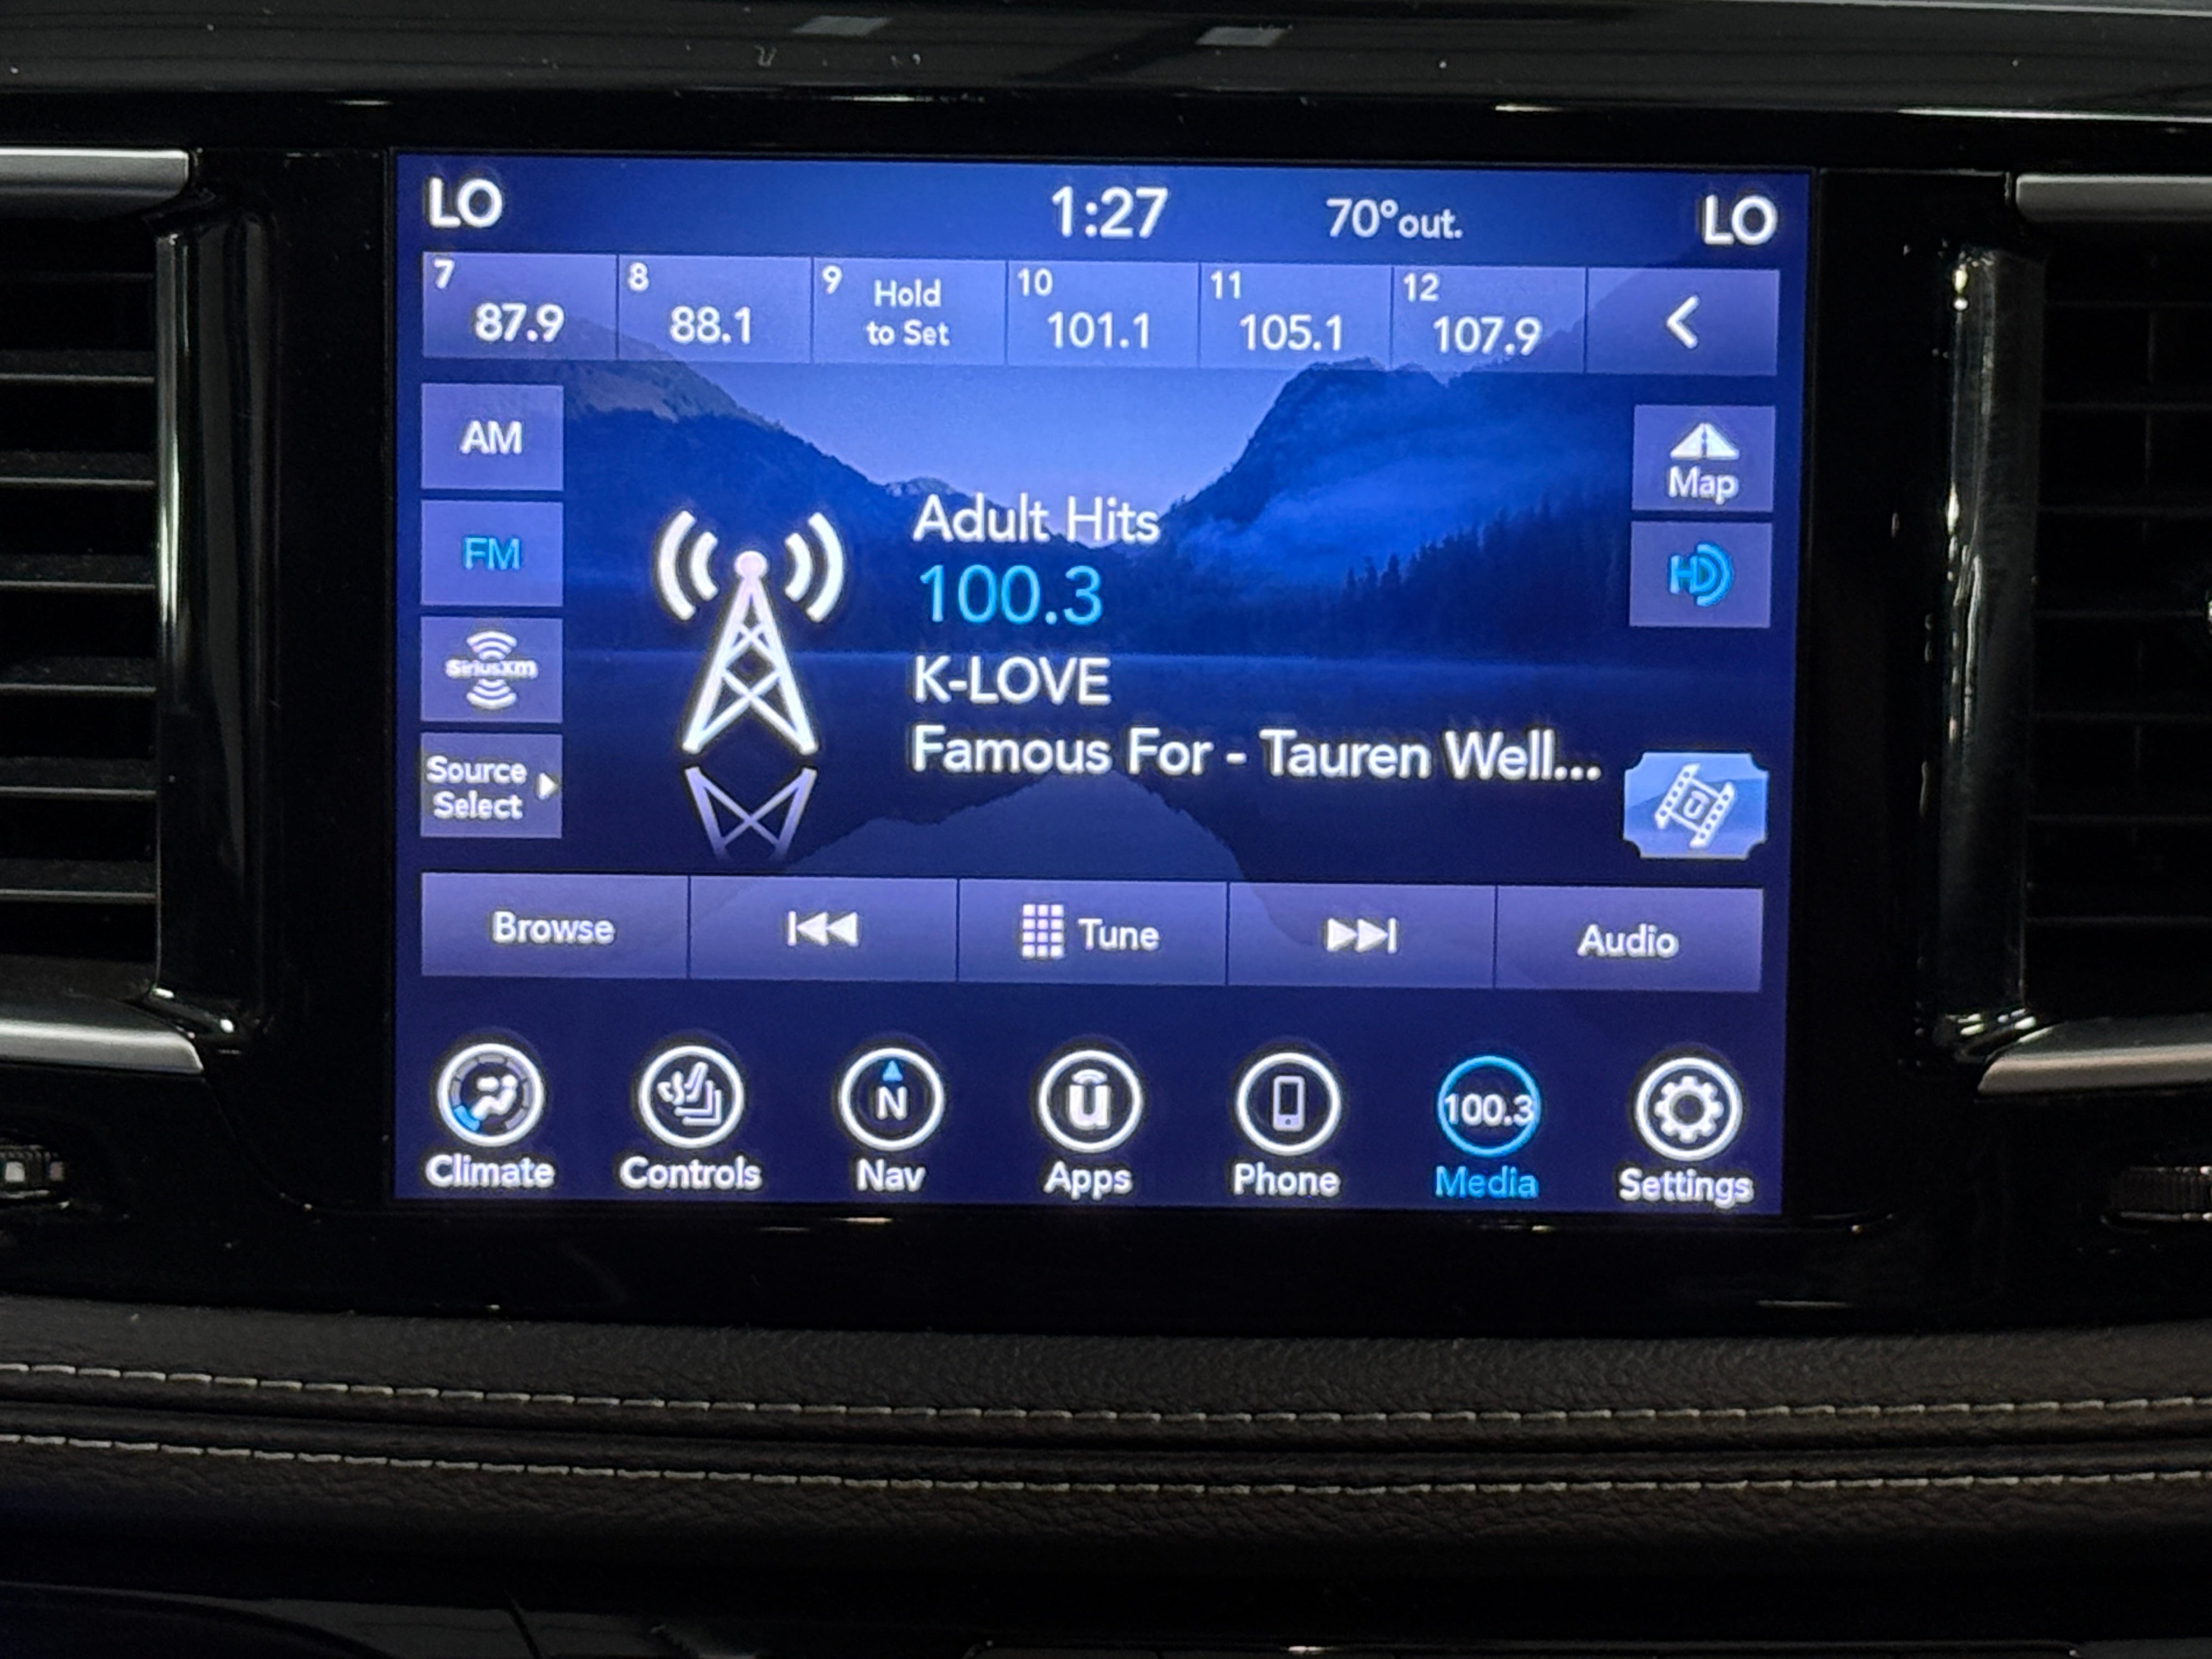 LO 1:27 70°out. LO
7 8 9 10 11 12
87.9 88.1 Hold to Set 101.1 105.1 107.9
AM
Map
FM
HD
SiriusXm
Source
Select
Adult Hits
100.3
K-LOVE
Famous For - Tauren Well...
Browse Tune Audio
N ū 100.3
Climate Controls Nav Apps Phone Media Settings